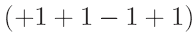 (+1 + 1 − 1 + 1)